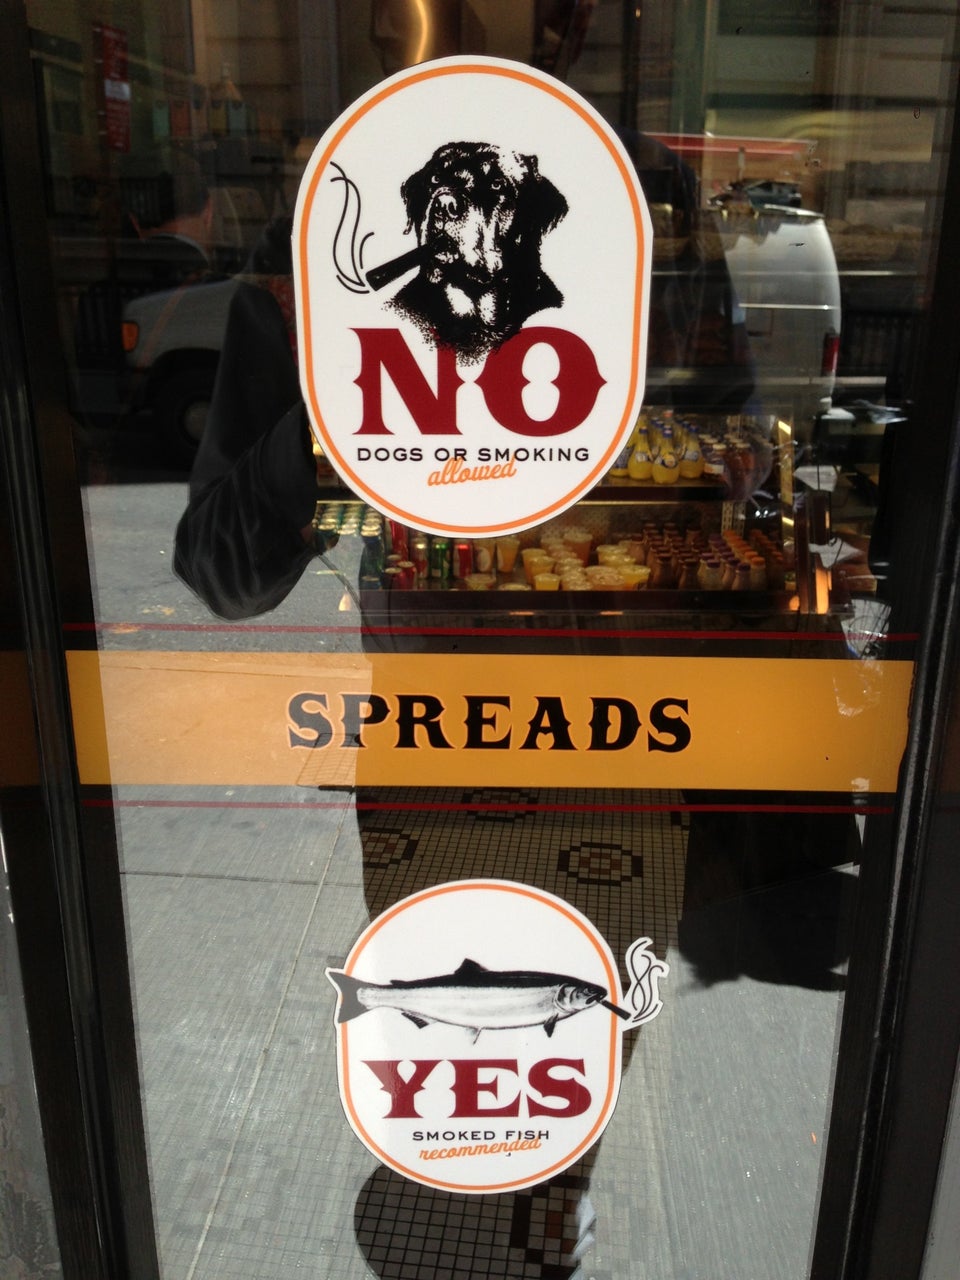 NO
DOGS OR SMOKING
allowed
SPREADS
YES
SMOKED FISH
recommended